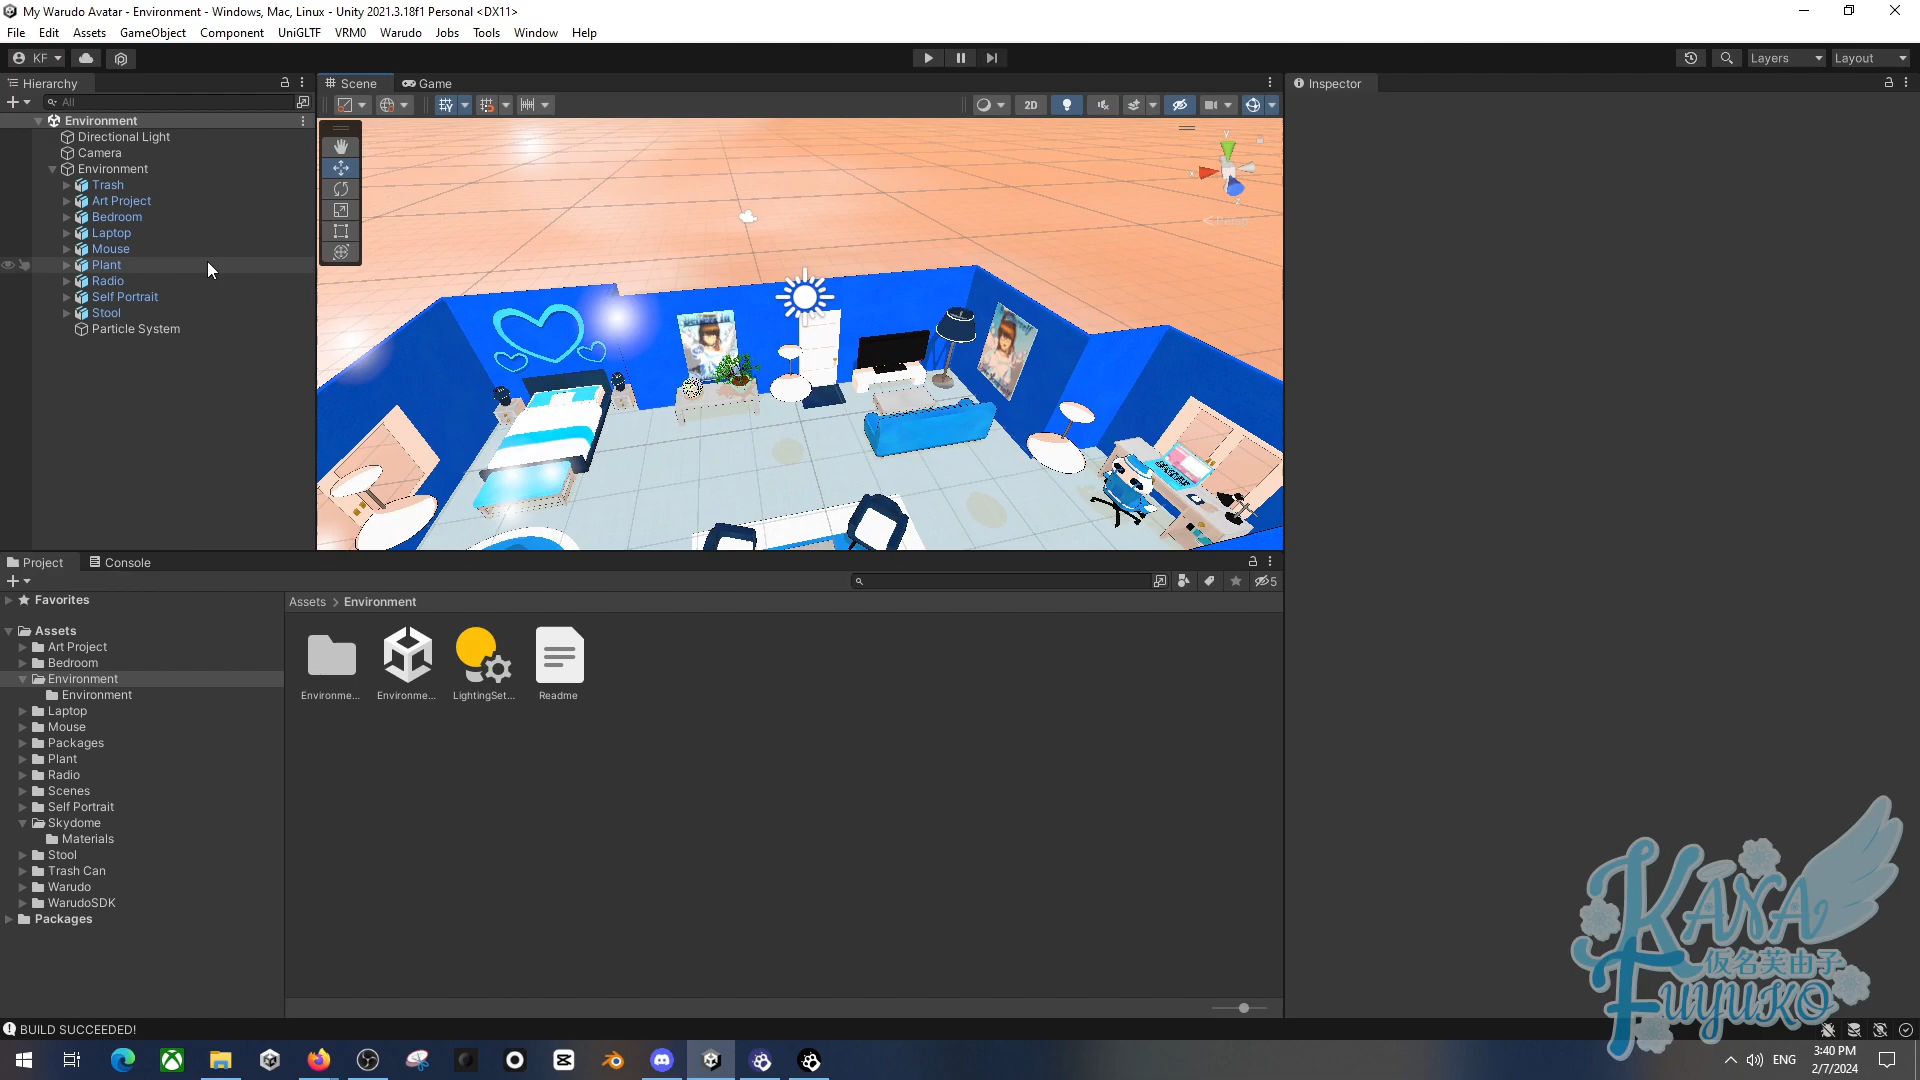 My Warudo Avatar - Environment - Windows, Mac, Linux - Unity 2021.3.18f1 Personal <DX11>
File Edit Assets GameObject Component UniGLTF VRM0 Warudo Jobs Tools Window Help
KF Layers Layout
Hierarchy
Scene
Game
Inspector
All
2D
Environment
Directional Light
Camera
Environment
Trash
Art Project
Bedroom
Laptop
Mouse
Plant
Radio
Self Portrait
Stool
Particle System
y
Project
Console
5
Favorites
Assets
Art Project
Bedroom
Environment
Environment
Laptop
Mouse
Packages
Plant
Radio
Scenes
Self Portrait
Skydome
Materials
Stool
Trash Can
Warudo
WarudoSDK
Packages
Assets > Environment
Environme...
Environme...
LightingSet...
Readme
KANA
仮名芙由子
FUYUKO
BUILD SUCCEEDED!
ENG
3:40 PM
2/7/2024